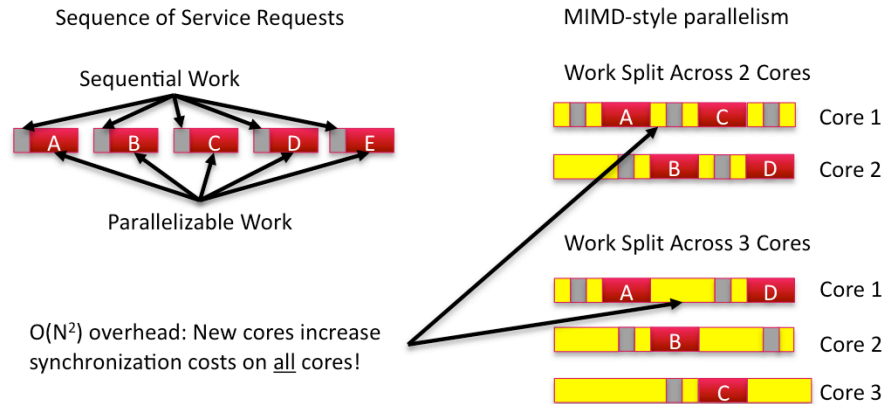 Sequence of Service Requests
Sequential Work
A B C D E
Parallelizable Work
O(N²) overhead: New cores increase
synchronization costs on all cores!
MIMD-style parallelism
Work Split Across 2 Cores
A C Core 1
B D Core 2
Work Split Across 3 Cores
A D Core 1
B Core 2
C Core 3